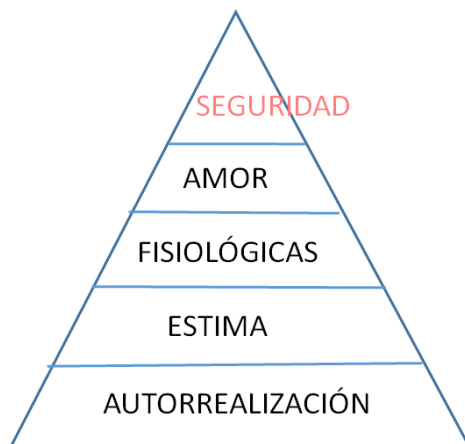 SEGURIDAD
AMOR
FISIOLÓGICAS
ESTIMA
AUTORREALIZACIÓN